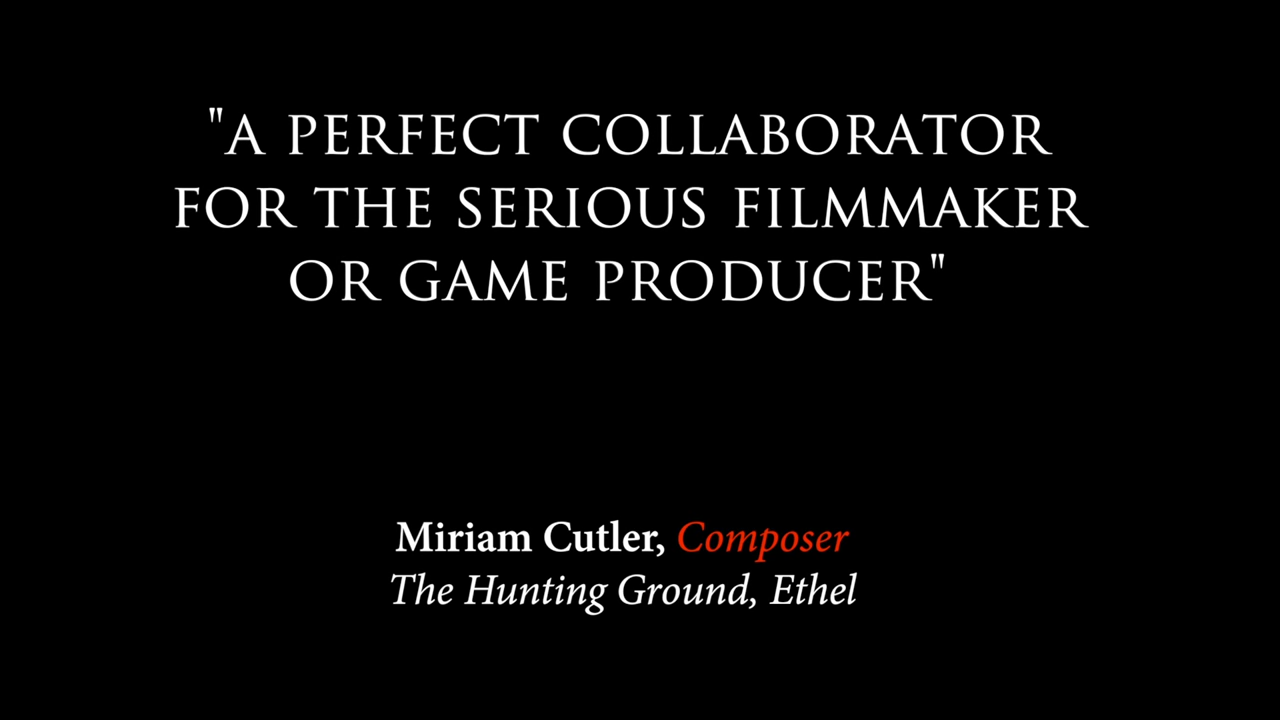 "A PERFECT COLLABORATOR
FOR THE SERIOUS FILMMAKER
OR GAME PRODUCER"
Miriam Cutler, Composer
The Hunting Ground, Ethel